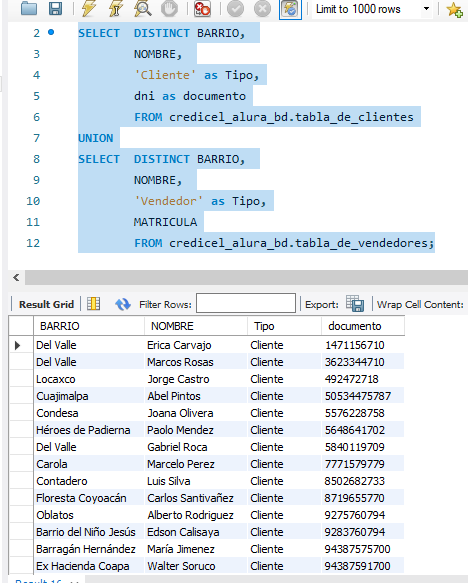 Limit to 1000 rows
2 SELECT DISTINCT BARRIO,
3 NOMBRE,
4 'Cliente' as Tipo,
5 dni as documento
6 FROM credicel_alura_bd.tabla_de_clientes
7 UNION
8 SELECT DISTINCT BARRIO,
9 NOMBRE,
10 'Vendedor' as Tipo,
11 MATRICULA
12 FROM credicel_alura_bd.tabla_de_vendedores;
Result Grid Filter Rows: Export: Wrap Cell Content:
BARRIO NOMBRE Tipo documento
Del Valle Erica Carvajo Cliente 1471156710
Del Valle Marcos Rosas Cliente 3623344710
Locaxco Jorge Castro Cliente 492472718
Cuajimalpa Abel Pintos Cliente 50534475787
Condesa Joana Olivera Cliente 5576228758
Héroes de Padierna Paolo Mendez Cliente 5648641702
Del Valle Gabriel Roca Cliente 5840119709
Carola Marcelo Perez Cliente 7771579779
Contadero Luis Silva Cliente 8502682733
Floresta Coyoacán Carlos Santivañez Cliente 8719655770
Oblatos Alberto Rodriguez Cliente 9275760794
Barrio del Niño Jesús Edson Calisaya Cliente 9283760794
Barragán Hernández María Jimenez Cliente 94387575700
Ex Hacienda Coapa Walter Soruco Cliente 94387591700